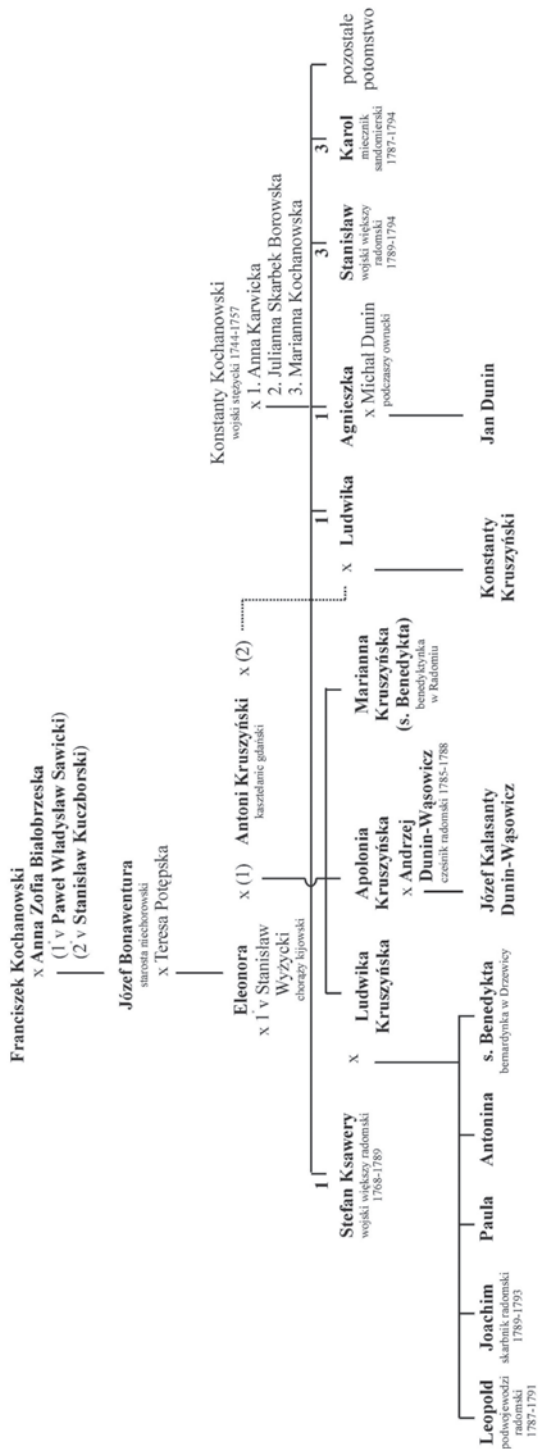 Franciszek Kochanowski
x Anna Zofia Białobrzeska
(1˙v Paweł Władysław Sawicki)
(2˙v Stanisław Kuczborski)
Józef Bonawentura
starosta niechorowski
x Teresa Potępska
Eleonora
x 1˙v Stanisław
Wyżycki
chorąży kijowski
x (1)
Antoni Kruszyński
kasztelanic gdański
x (2)
Konstanty Kochanowski
wojski stężycki 1744-1757
x 1. Anna Karwicka
2. Julianna Skarbek Borowska
3. Marianna Kochanowska
1
Stefan Ksawery
wojski większy radomski
1768-1789
x
Ludwika
Kruszyńska
Apolonia
Kruszyńska
x Andrzej
Dunin-Wąsowicz
cześnik radomski 1785-1788
Marianna
Kruszyńska
(s. Benedykta)
benedyktynka
w Radomiu
1
x Ludwika
1
Agnieszka
x Michał Dunin
podczaszy owrucki
3
Stanisław
wojski większy
radomski
1789-1794
3
Karol
miecznik
sandomierski
1787-1794
pozostałe
potomstwo
Leopold
podwojewodzi
radomski
1787-1791
Joachim
skarbnik radomski
1789-1793
Paula
Antonina
s. Benedykta
bernardynka w Drzewicy
Józef Kalasanty
Dunin-Wąsowicz
Konstanty
Kruszyński
Jan Dunin